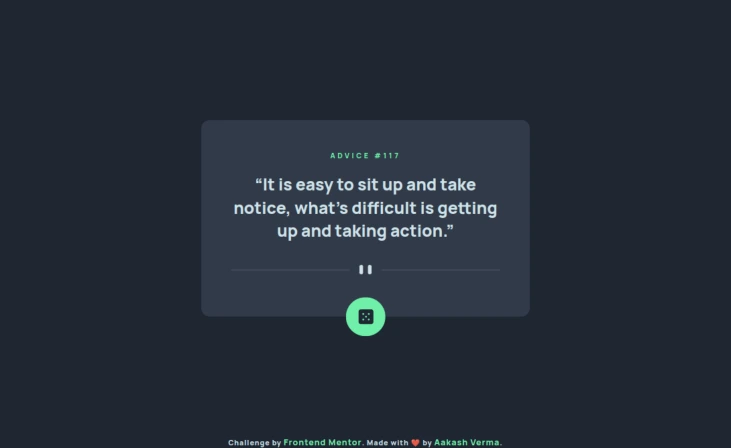 ADVICE #117
“It is easy to sit up and take
notice, what’s difficult is getting
up and taking action.”
Challenge by Frontend Mentor. Made with ❤️ by Aakash Verma.